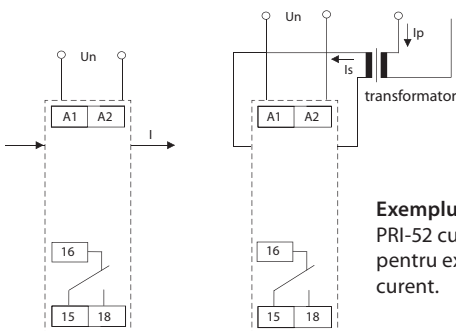 Un
A1 A2
I
16
15 18
Un
Ip
Is
transformator
A1 A2
16
15 18
Exemplu
PRI-52 cu
pentru ex
curent.